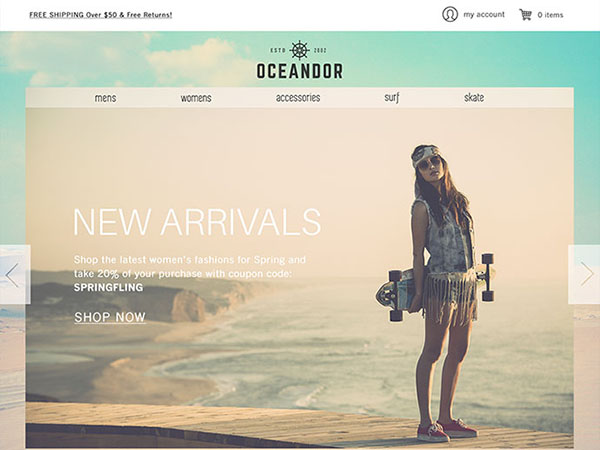 FREE SHIPPING Over $50 & Free Returns!
my account
0 items
ESTD 2002
OCEANDOR
mens womens accessories surf skate
NEW ARRIVALS
Shop the latest women's fashions for Spring and
take 20% of your purchase with coupon code:
SPRINGFLING
SHOP NOW